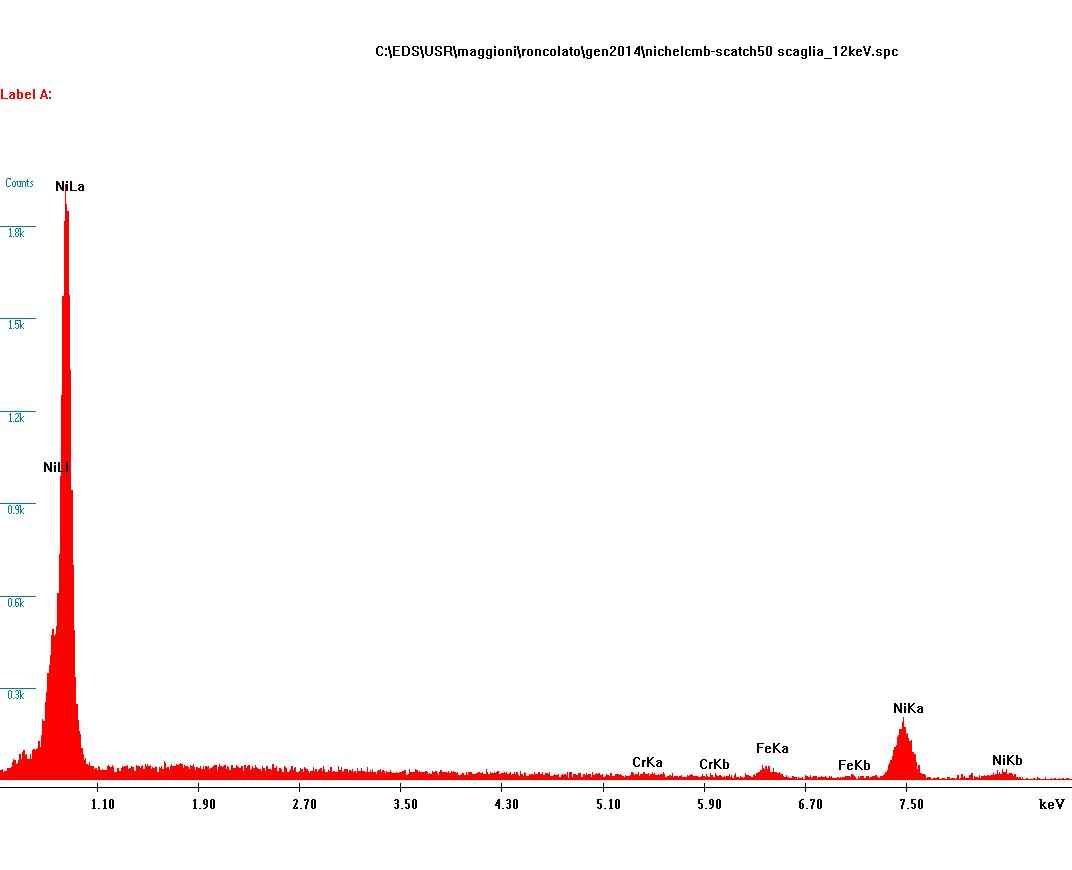 C:\EDS\USR\maggioni\roncolato\gen2014\nichelcmb-scatch50 scaglia_12keV.spc
Label A:
Counts
NiLa
1.8k
1.5k
1.2k
NiLl
0.9k
0.6k
0.3k
NiKa
FeKa
CrKa
CrKb
FeKb
NiKb
1.10 1.90 2.70 3.50 4.30 5.10 5.90 6.70 7.50 keV